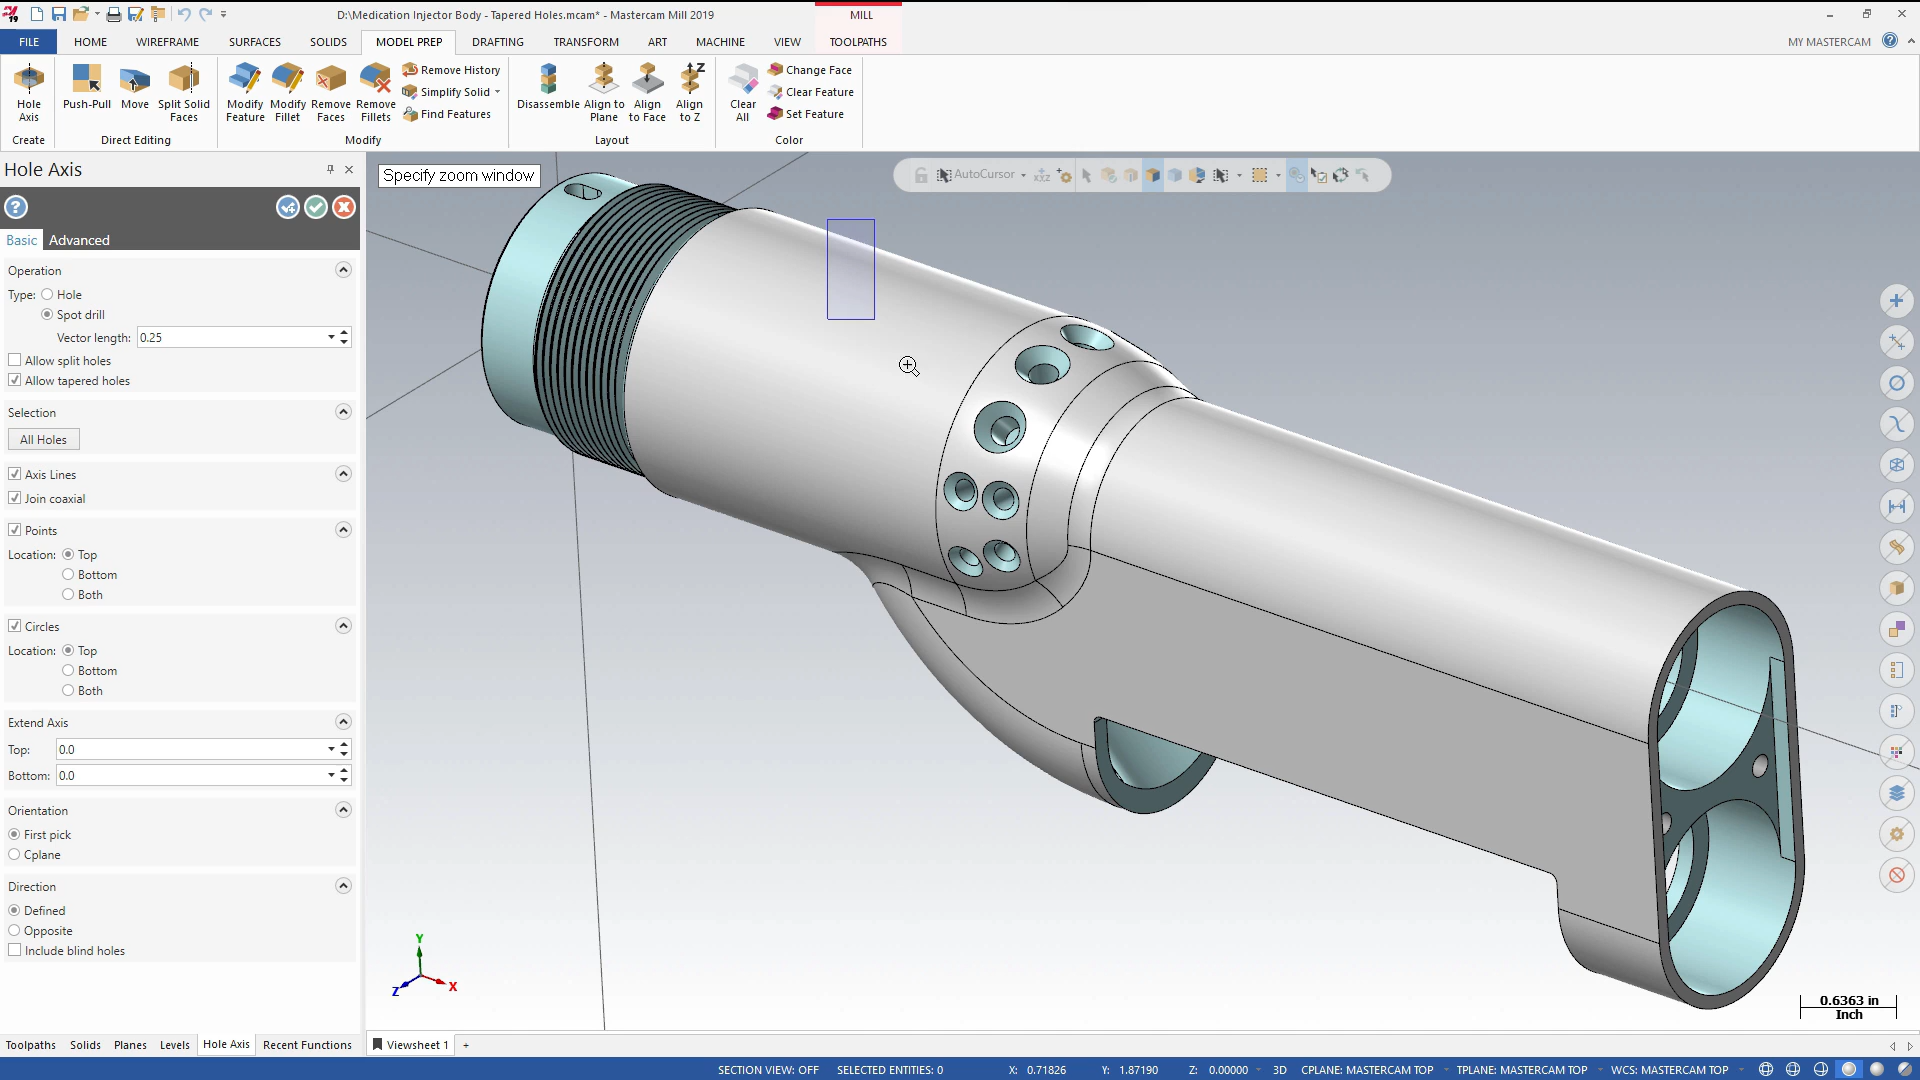 19
D:\Medication Injector Body - Tapered Holes.mcam* - Mastercam Mill 2019
MILL
FILE HOME WIREFRAME SURFACES SOLIDS MODEL PREP DRAFTING TRANSFORM ART MACHINE VIEW TOOLPATHS MY MASTERCAM
Hole Axis
Push-Pull Move Split Solid Faces
Modify Feature
Modify Fillet
Remove Faces
Remove Fillets
Remove History
Simplify Solid
Find Features
Disassemble
Align to Plane
Align to Face
Align to Z
Z
Clear All
Change Face
Clear Feature
Set Feature
Create Direct Editing Modify Layout Color
Hole Axis
Basic Advanced
Operation
Type: Hole
Spot drill
Vector length: 0.25
Allow split holes
Allow tapered holes
Selection
All Holes
Axis Lines
Join coaxial
Points
Location: Top
Bottom
Both
Circles
Location: Top
Bottom
Both
Extend Axis
Top: 0.0
Bottom: 0.0
Orientation
First pick
Cplane
Direction
Defined
Opposite
Include blind holes
Specify zoom window
AutoCursor
XYZ
Y
Z
X
0.6363 in
Inch
Toolpaths Solids Planes Levels Hole Axis Recent Functions
Viewsheet 1 +
SECTION VIEW: OFF SELECTED ENTITIES: 0 X: 0.71826 Y: 1.87190 Z: 0.00000 3D CPLANE: MASTERCAM TOP TPLANE: MASTERCAM TOP WCS: MASTERCAM TOP